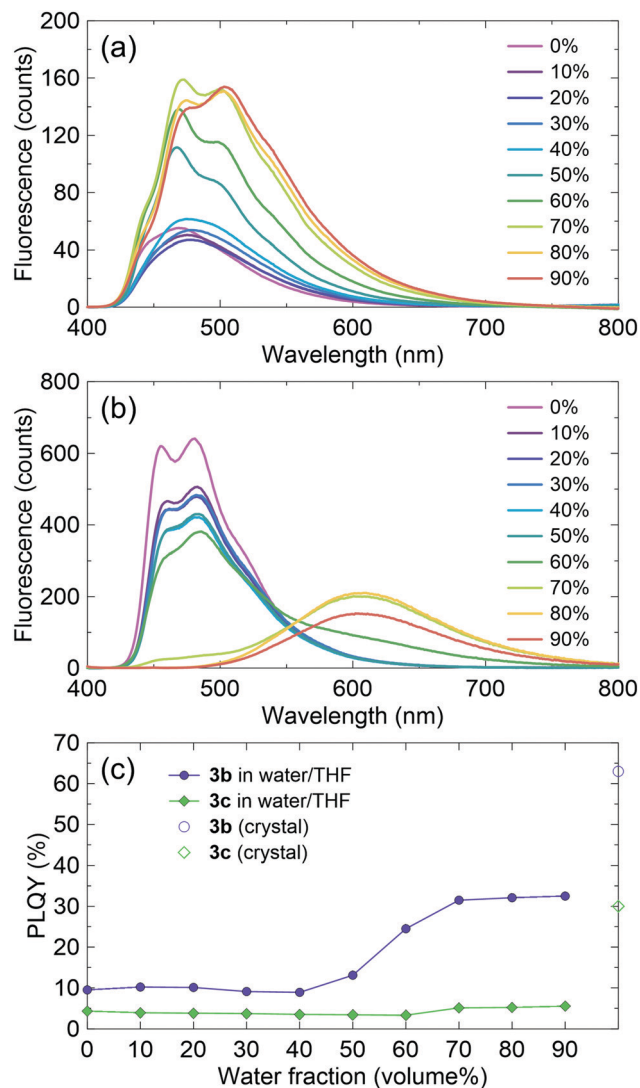 (a)
Fluorescence (counts)
200
160
120
80
40
0
0%
10%
20%
30%
40%
50%
60%
70%
80%
90%
400 500 600 700 800
Wavelength (nm)
(b)
Fluorescence (counts)
800
600
400
200
0
0%
10%
20%
30%
40%
50%
60%
70%
80%
90%
400 500 600 700 800
Wavelength (nm)
(c)
PLQY (%)
70
60
50
40
30
20
10
0
3b in water/THF
3c in water/THF
3b (crystal)
3c (crystal)
0 10 20 30 40 50 60 70 80 90
Water fraction (volume%)